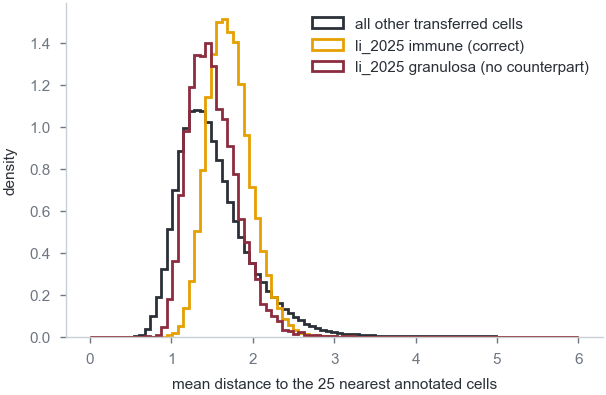 all other transferred cells
li_2025 immune (correct)
li_2025 granulosa (no counterpart)
density
1.4
1.2
1.0
0.8
0.6
0.4
0.2
0.0
0 1 2 3 4 5 6
mean distance to the 25 nearest annotated cells